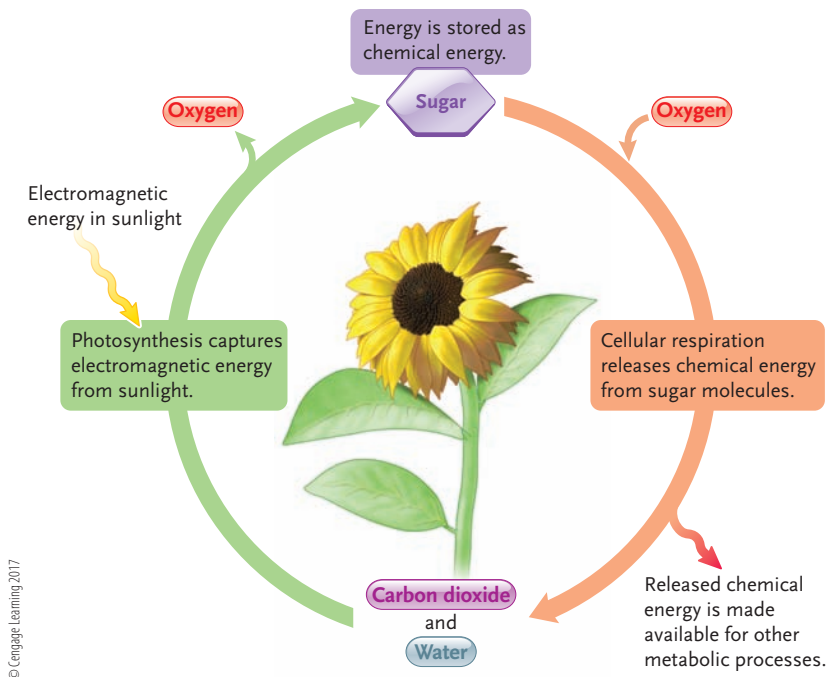 Energy is stored as
chemical energy.
Sugar
Oxygen
Oxygen
Electromagnetic
energy in sunlight
Photosynthesis captures
electromagnetic energy
from sunlight.
Cellular respiration
releases chemical energy
from sugar molecules.
Carbon dioxide
and
Water
Released chemical
energy is made
available for other
metabolic processes.
© Cengage Learning 2017